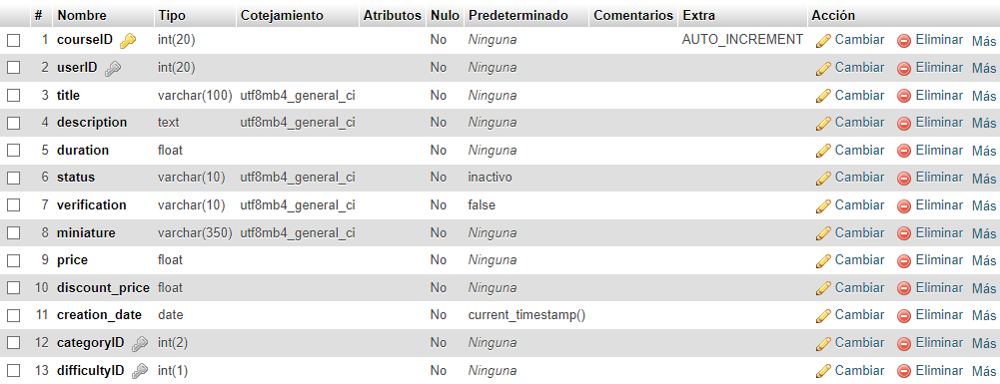 # Nombre Tipo Cotejamiento Atributos Nulo Predeterminado Comentarios Extra Acción
1 courseID int(20) No Ninguna AUTO_INCREMENT Cambiar Eliminar Más
2 userID int(20) No Ninguna Cambiar Eliminar Más
3 title varchar(100) utf8mb4_general_ci No Ninguna Cambiar Eliminar Más
4 description text utf8mb4_general_ci No Ninguna Cambiar Eliminar Más
5 duration float No Ninguna Cambiar Eliminar Más
6 status varchar(10) utf8mb4_general_ci No inactivo Cambiar Eliminar Más
7 verification varchar(10) utf8mb4_general_ci No false Cambiar Eliminar Más
8 miniature varchar(350) utf8mb4_general_ci No Ninguna Cambiar Eliminar Más
9 price float No Ninguna Cambiar Eliminar Más
10 discount_price float No Ninguna Cambiar Eliminar Más
11 creation_date date No current_timestamp() Cambiar Eliminar Más
12 categoryID int(2) No Ninguna Cambiar Eliminar Más
13 difficultyID int(1) No Ninguna Cambiar Eliminar Más